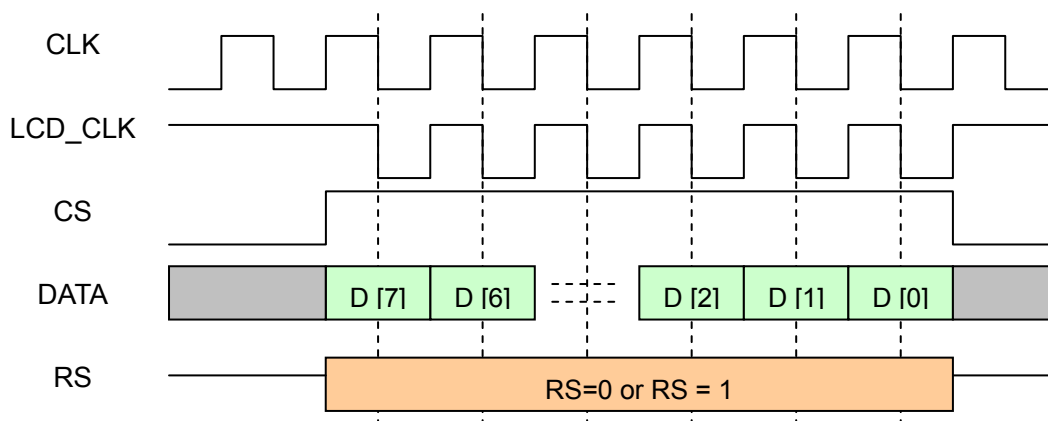 CLK
LCD_CLK
CS
DATA
D [7] D [6] D [2] D [1] D [0]
RS
RS=0 or RS = 1